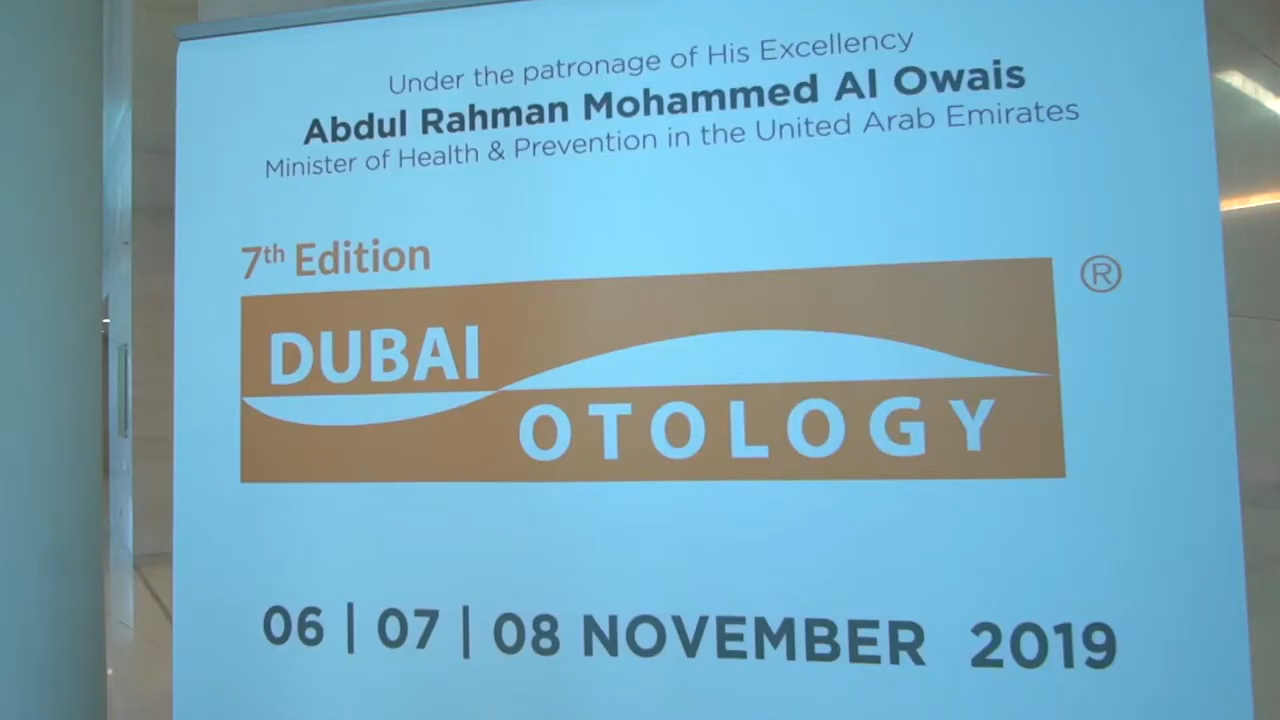 Under the patronage of His Excellency
Abdul Rahman Mohammed Al Owais
Minister of Health & Prevention in the United Arab Emirates
7th Edition
®
DUBAI
OTOLOGY
06 | 07 | 08 NOVEMBER 2019